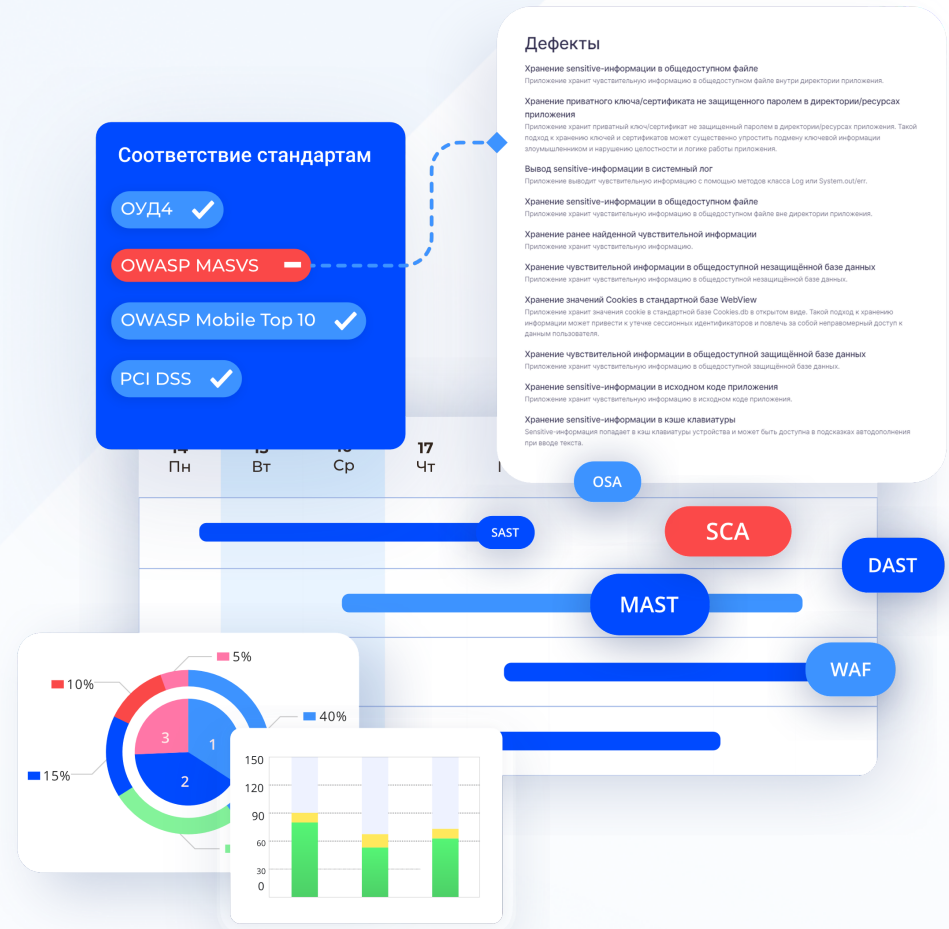 Дефекты
Хранение sensitive-информации в общедоступном файле
Приложение хранит чувствительную информацию в общедоступном файле внутри директории приложения.
Хранение приватного ключа/сертификата не защищенного паролем в директории/ресурсах
приложения
Приложение хранит приватный ключ/сертификат не защищенный паролем в директории/ресурсах приложения. Такой
подход к хранению ключей и сертификатов может существенно упростить подмену ключевой информации
злоумышленником и нарушению целостности и логике работы приложения.
Вывод sensitive-информации в системный лог
Приложение выводит чувствительную информацию с помощью методов класса Log или System.out/err.
Хранение sensitive-информации в общедоступном файле
Приложение хранит чувствительную информацию в общедоступном файле вне директории приложения.
Хранение ранее найденной чувствительной информации
Приложение хранит чувствительную информацию.
Хранение чувствительной информации в общедоступной незащищённой базе данных
Приложение хранит чувствительную информацию в общедоступной незащищённой базе данных.
Хранение значений Cookies в стандартной базе WebView
Приложение хранит значения cookie в стандартной базе Cookies.db в открытом виде. Такой подход к хранению
информации может привести к утечке сессионных идентификаторов и повлечь за собой неправомерный доступ к
данным пользователя.
Хранение чувствительной информации в общедоступной защищённой базе данных
Приложение хранит чувствительную информацию в общедоступной защищённой базе данных.
Хранение sensitive-информации в исходном коде приложения
Приложение хранит чувствительную информацию в исходном коде приложения.
Хранение sensitive-информации в кэше клавиатуры
Sensitive-информация попадает в кэш клавиатуры устройства и может быть доступна в подсказках автодополнения
при вводе текста.
Соответствие стандартам
ОУД4
OWASP MASVS
OWASP Mobile Top 10
PCI DSS
17
Пн Вт Ср Чт
OSA
SAST
SCA
DAST
MAST
WAF
5%
10%
40%
15%
3 1
2
150
120
90
60
30
0